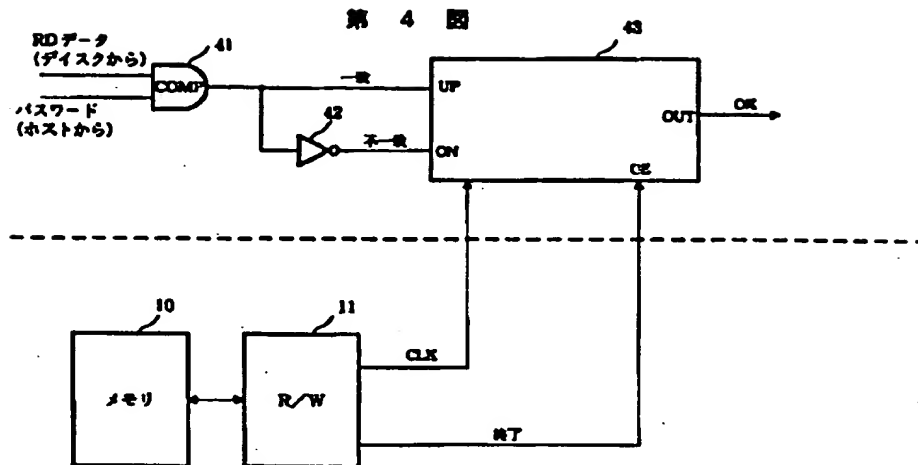 第 4 図
RDデータ
(デイスクから)
41
43
COMP
一致
UP
パスワード
(ホストから)
42
不一致
ON
OUT
OK
CE
10
11
CLK
メモリ
R/W
終了